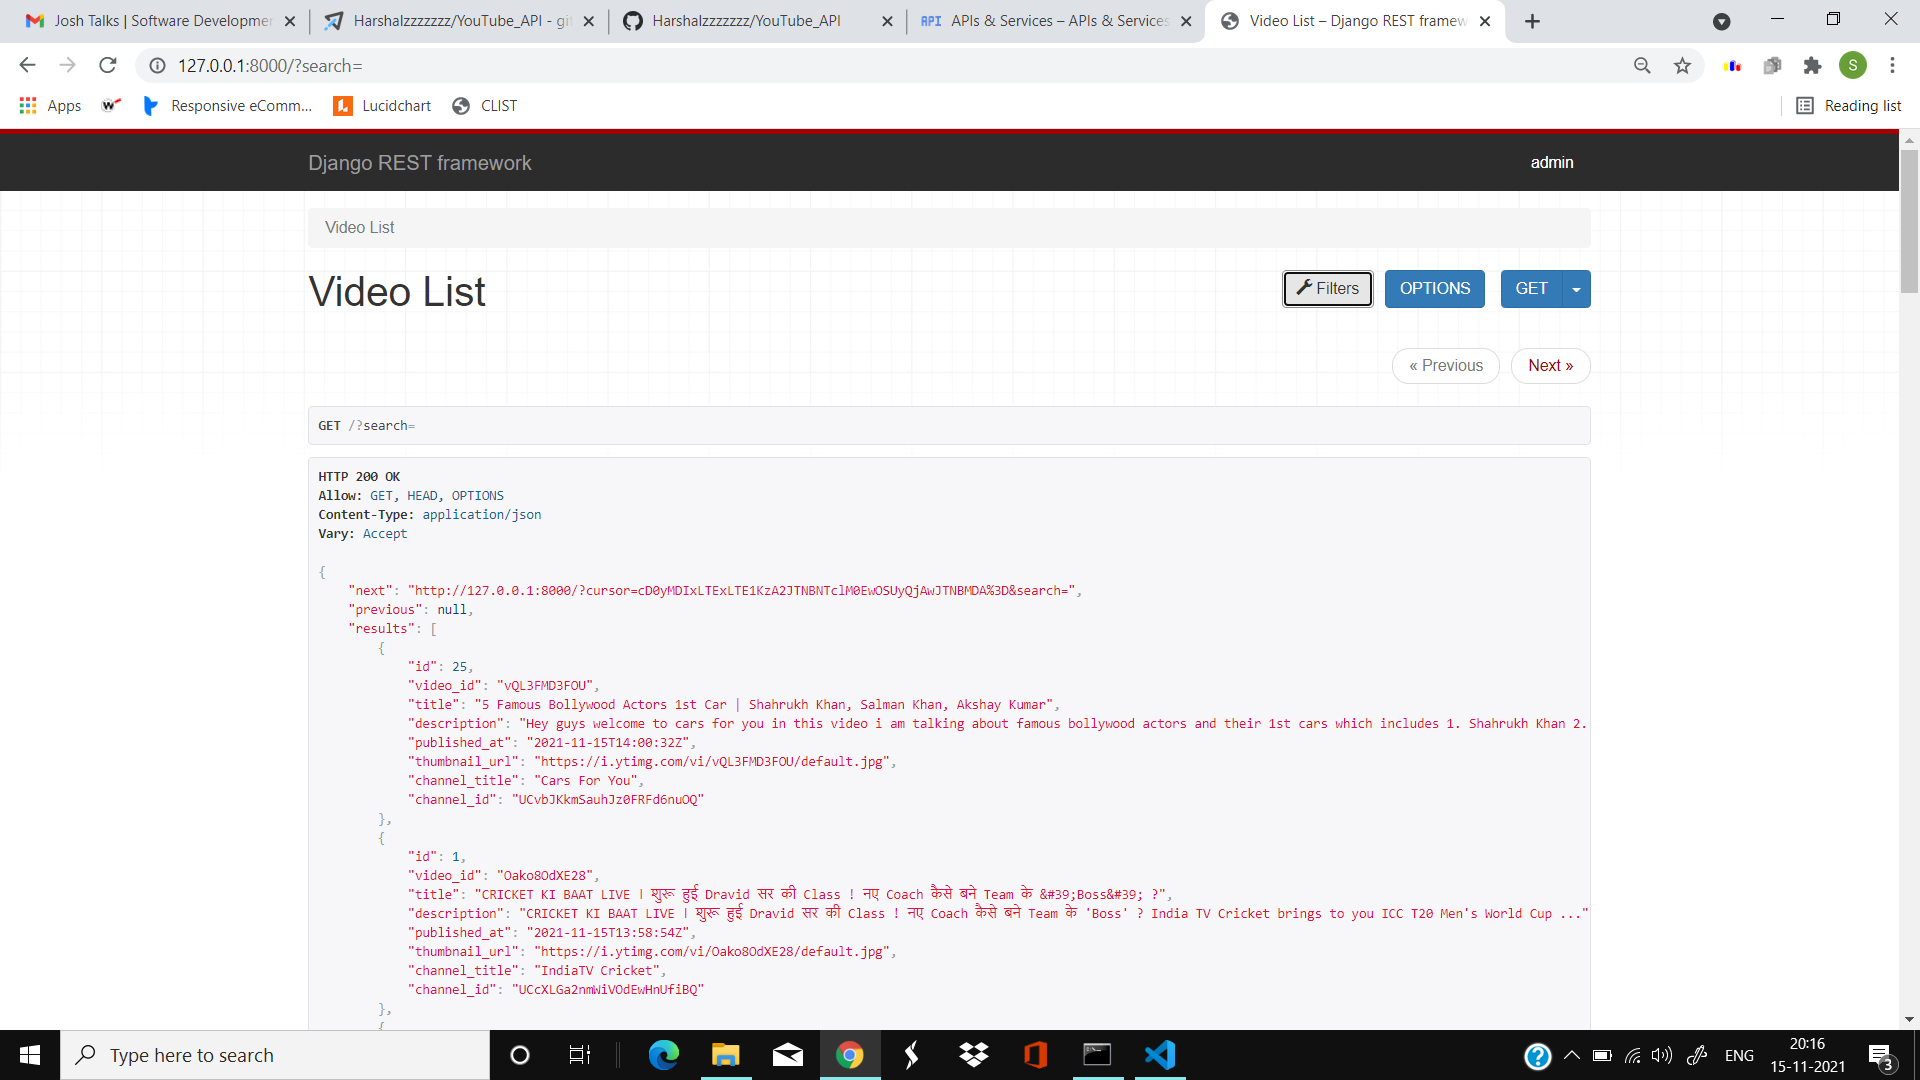 Josh Talks | Software Developmen
Harshalzzzzzzz/YouTube_API - git
Harshalzzzzzzz/YouTube_API
API APIs & Services – APIs & Services
Video List – Django REST framew
127.0.0.1:8000/?search=
S
Apps
Responsive eComm...
Lucidchart
CLIST
Reading list
Django REST framework
admin
Video List
Video List
Filters
OPTIONS
GET
« Previous
Next »
GET /?search=
HTTP 200 OK
Allow: GET, HEAD, OPTIONS
Content-Type: application/json
Vary: Accept
{
"next": "http://127.0.0.1:8000/?cursor=cD0yMDIxLTExLTE1KzA2JTNBNTclM0EwOSUyQjAwJTNBMDA%3D&search=",
"previous": null,
"results": [
{
"id": 25,
"video_id": "vQL3FMD3FOU",
"title": "5 Famous Bollywood Actors 1st Car | Shahrukh Khan, Salman Khan, Akshay Kumar",
"description": "Hey guys welcome to cars for you in this video i am talking about famous bollywood actors and their 1st cars which includes 1. Shahrukh Khan 2.
"published_at": "2021-11-15T14:00:32Z",
"thumbnail_url": "https://i.ytimg.com/vi/vQL3FMD3FOU/default.jpg",
"channel_title": "Cars For You",
"channel_id": "UCvbJKkmSauhJz0FRFd6nuOQ"
},
{
"id": 1,
"video_id": "Oako8OdXE28",
"title": "CRICKET KI BAAT LIVE । शुरू हुई Dravid सर की Class ! नए Coach कैसे बने Team के &#39;Boss&#39; ?",
"description": "CRICKET KI BAAT LIVE । शुरू हुई Dravid सर की Class ! नए Coach कैसे बने Team के 'Boss' ? India TV Cricket brings to you ICC T20 Men's World Cup ..."
"published_at": "2021-11-15T13:58:54Z",
"thumbnail_url": "https://i.ytimg.com/vi/Oako8OdXE28/default.jpg",
"channel_title": "IndiaTV Cricket",
"channel_id": "UCcXLGa2nmWiVOdEwHnUfiBQ"
},
{
Type here to search
ENG
20:16
15-11-2021
3